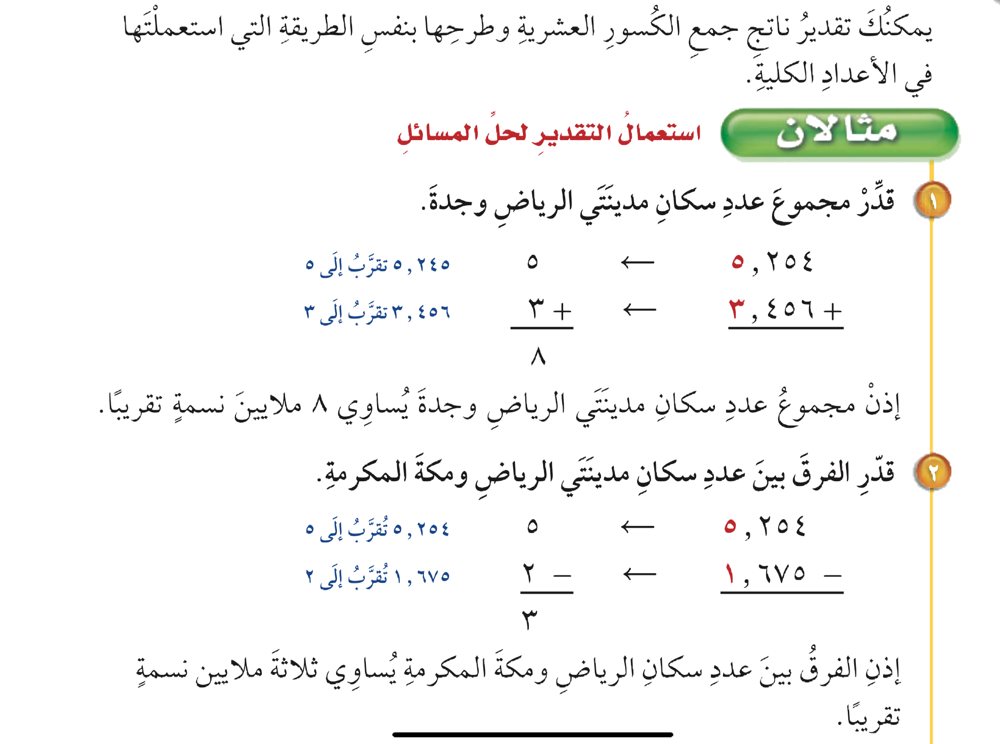 يمكنُكَ تقديرُ ناتجِ جمعِ الكُسورِ العشريةِ وطرحِها بنفسِ الطريقةِ التي استعملْتَها
في الأعدادِ الكليةِ.
مثالان استعمالُ التقديرِ لحلِّ المسائلِ
١ قدِّرْ مجموعَ عددِ سكانِ مدينَتَي الرياضِ وجدةَ.
٥,٢٥٤ ← ٥ ٥,٢٤٥ تقرَّبُ إلَى ٥
+ ٣,٤٥٦ ← + ٣ ٣,٤٥٦ تقرَّبُ إلَى ٣
٨
إذنْ مجموعُ عددِ سكانِ مدينَتَي الرياضِ وجدةَ يُساوِي ٨ ملايينَ نسمةٍ تقريبًا.
٢ قدّرِ الفرقَ بينَ عددِ سكانِ مدينَتَي الرياضِ ومكةَ المكرمةِ.
٥,٢٥٤ ← ٥ ٥,٢٥٤ تُقرَّبُ إلَى ٥
− ١,٦٧٥ ← − ٢ ١,٦٧٥ تُقرَّبُ إلَى ٢
٣
إذنِ الفرقُ بينَ عددِ سكانِ الرياضِ ومكةَ المكرمةِ يُساوِي ثلاثةَ ملايين نسمةٍ
تقريبًا.